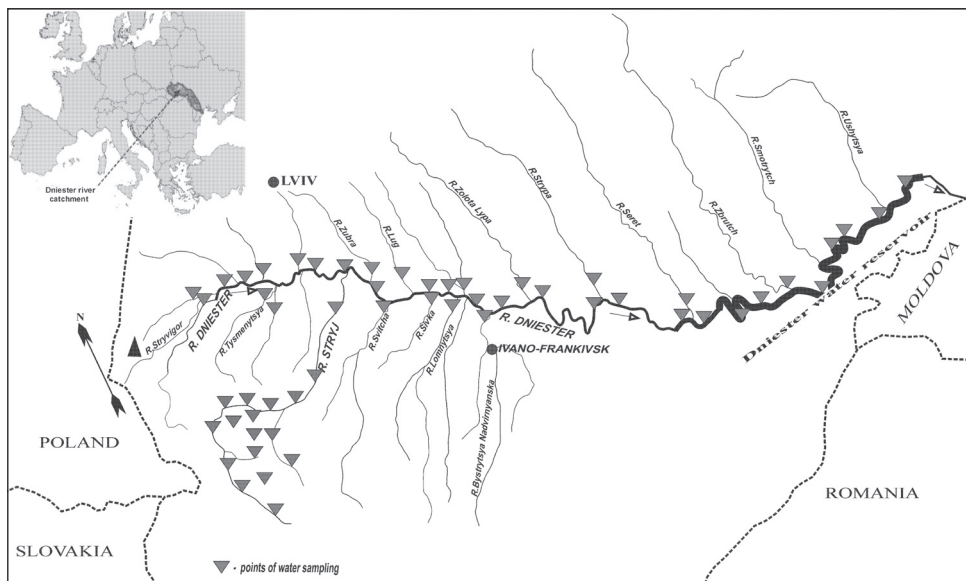 Dniester river
catchment
LVIV
R.Zubra
R.Lug
R.Zolota Lypa
R.Strypa
R.Seret
R.Zbrutch
R.Smotrytch
R.Ushytsya
R.Stryvigor
R. DNIESTER
R.Tysmenytsya
R. STRYJ
R.Svitcha
R.Sivka
R.Lomnytsya
R. DNIESTER
IVANO-FRANKIVSK
R.Bystrytsya Nadvirnyanska
Dniester water reservoir
MOLDOVA
N
POLAND
ROMANIA
SLOVAKIA
- points of water sampling